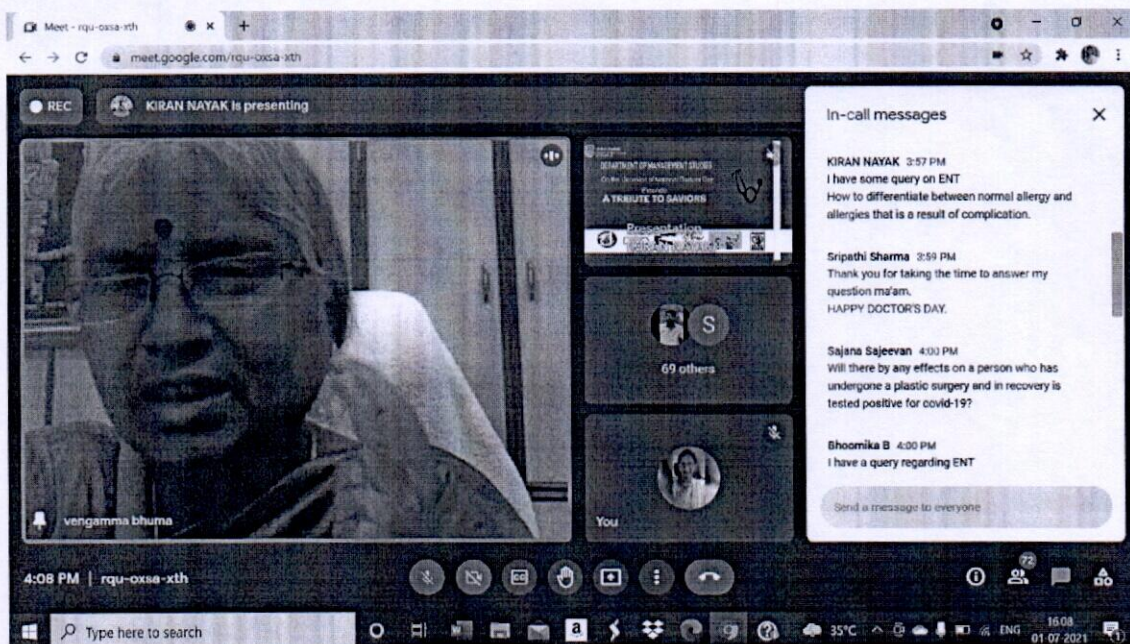 Meet - rqu-oxsa-xth
meet.google.com/rqu-oxsa-xth
REC
KIRAN NAYAK is presenting
vengamma bhuma
DEPARTMENT OF MANAGEMENT STUDIES
A TRIBUTE TO SAVIORS
Presentation
S
69 others
You
In-call messages
KIRAN NAYAK 3:57 PM
I have some query on ENT
How to differentiate between normal allergy and
allergies that is a result of complication.
Sripathi Sharma 3:59 PM
Thank you for taking the time to answer my
question ma'am.
HAPPY DOCTOR'S DAY.
Sajana Sajeevan 4:00 PM
Will there by any effects on a person who has
undergone a plastic surgery and in recovery is
tested positive for covid-19?
Bhoomika B 4:00 PM
I have a query regarding ENT
Send a message to everyone
4:08 PM | rqu-oxsa-xth
72
Type here to search
35°C
ENG
16:08
01-07-2021